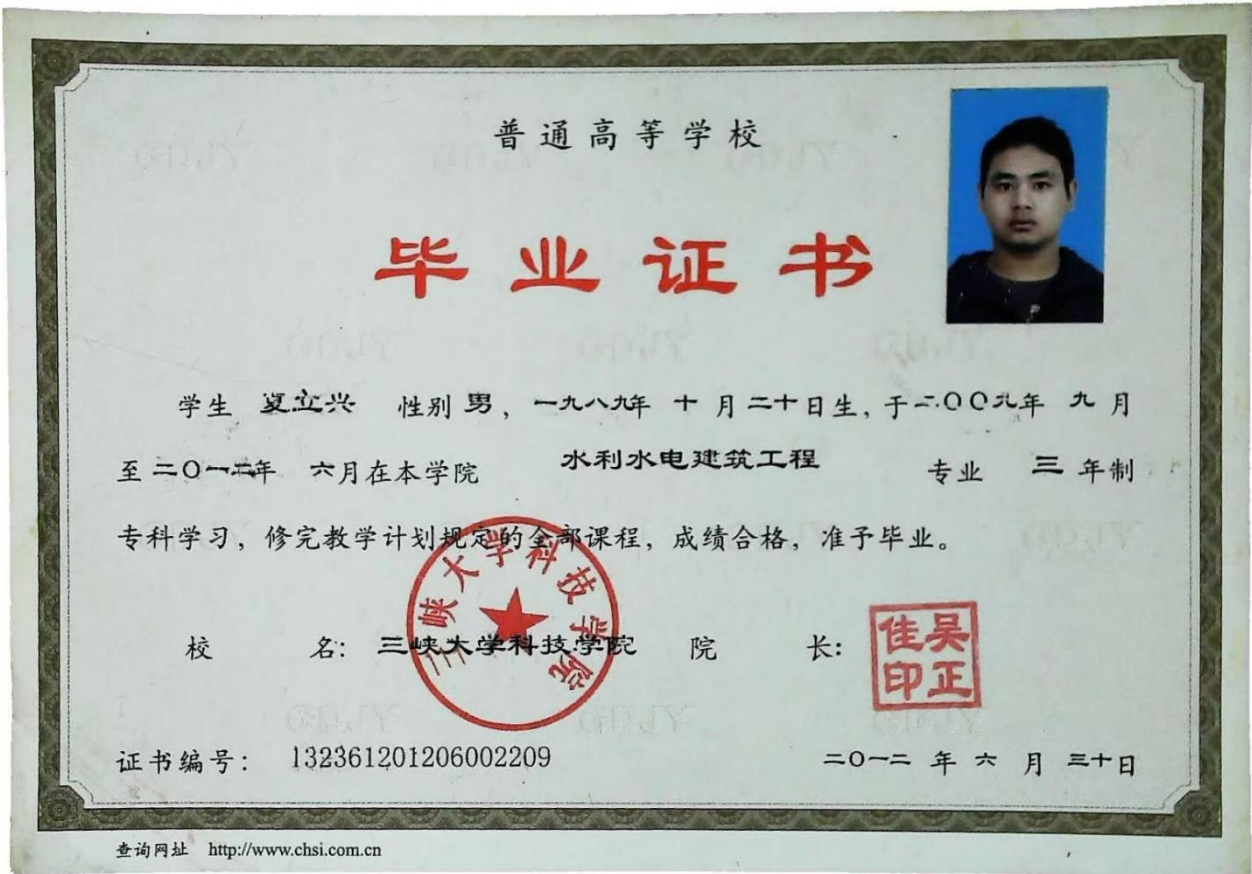 普通高等学校
毕业证书
学生 夏立兴 性别 男，一九八九年 十 月 二十日生，于二〇〇九年 九 月
至 二〇一二年 六月在本学院 水利水电建筑工程 专业 三 年制
专科学习，修完教学计划规定的全部课程，成绩合格，准予毕业。
三峡大学科技学院
校 名： 三峡大学科技学院 院 长：
吴正佳印
证书编号： 132361201206002209 二〇一二 年 六 月 三十日
查询网址 http://www.chsi.com.cn